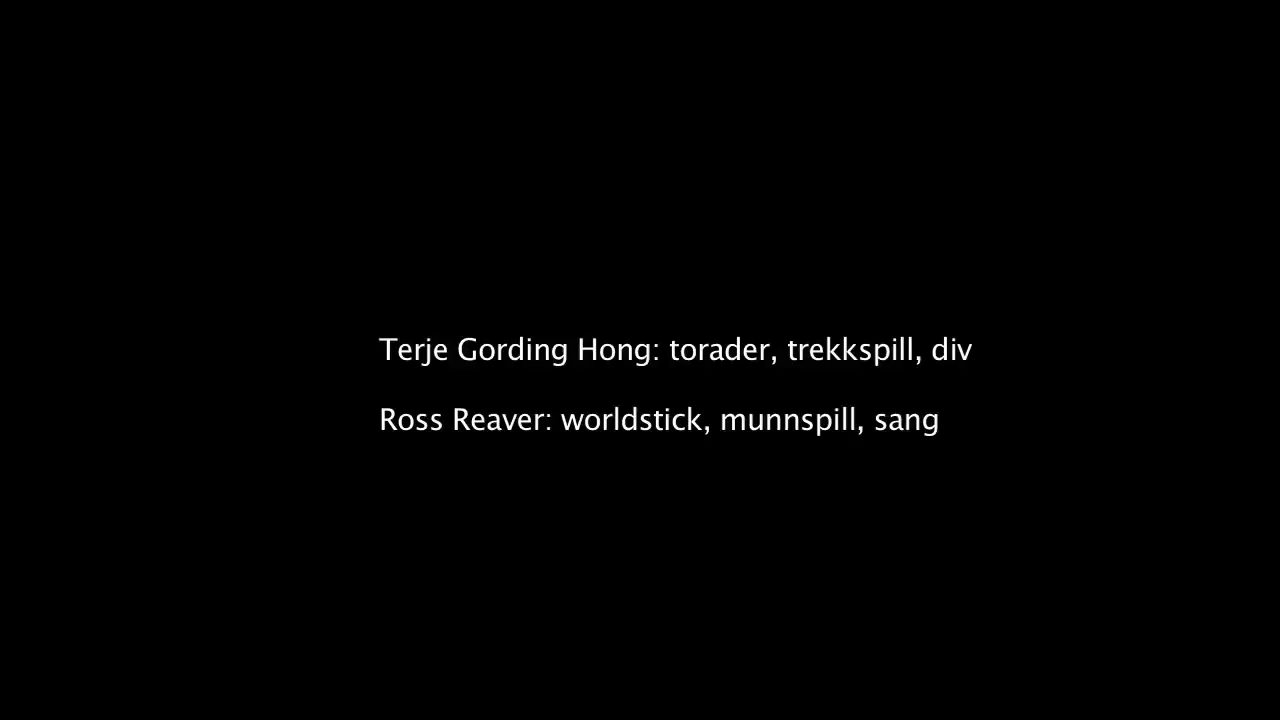 Terje Gording Hong: torader, trekkspill, div
Ross Reaver: worldstick, munnspill, sang